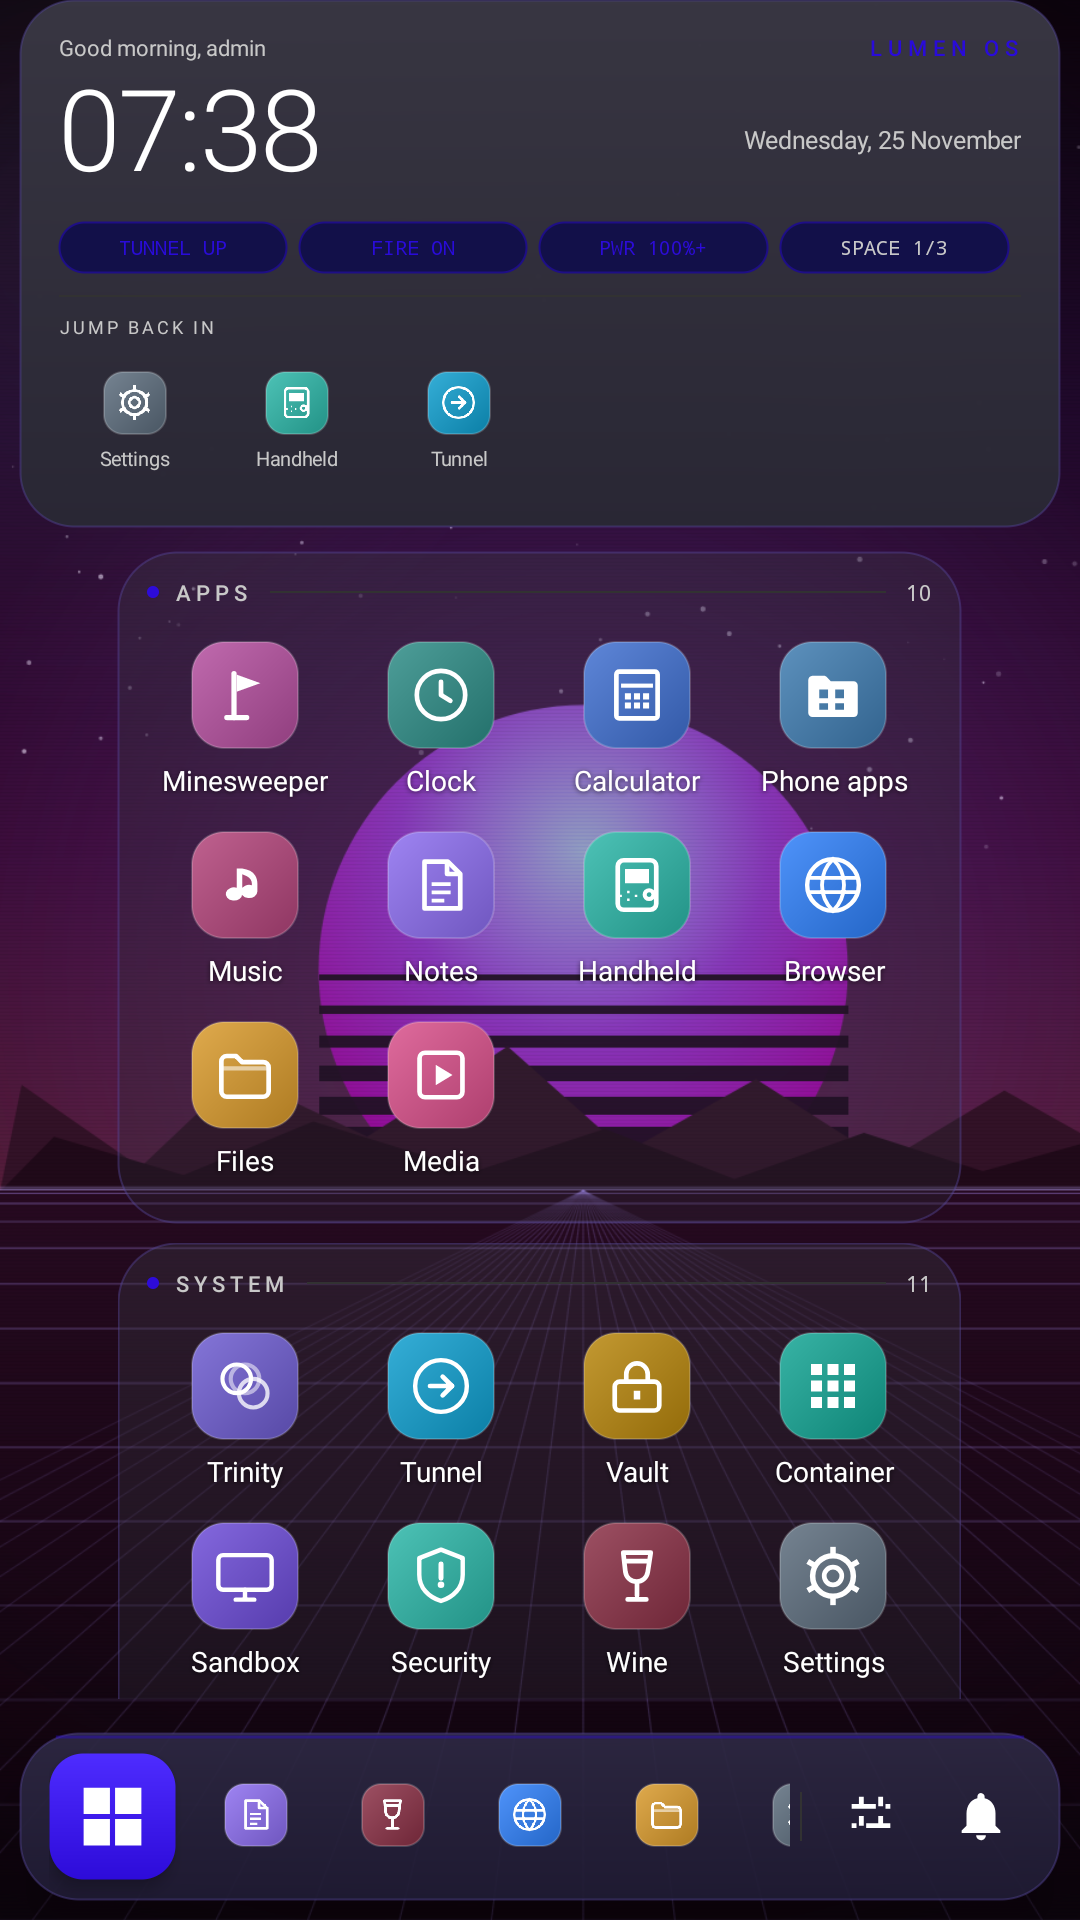 Good morning, admin
LUMEN OS
07:38
Wednesday, 25 November
TUNNEL UP
FIRE ON
PWR 100%+
SPACE 1/3
JUMP BACK IN
Settings
Handheld
Tunnel
APPS
10
Minesweeper
Clock
Calculator
Phone apps
Music
Notes
Handheld
Browser
Files
Media
SYSTEM
11
Trinity
Tunnel
Vault
Container
Sandbox
Security
Wine
Settings